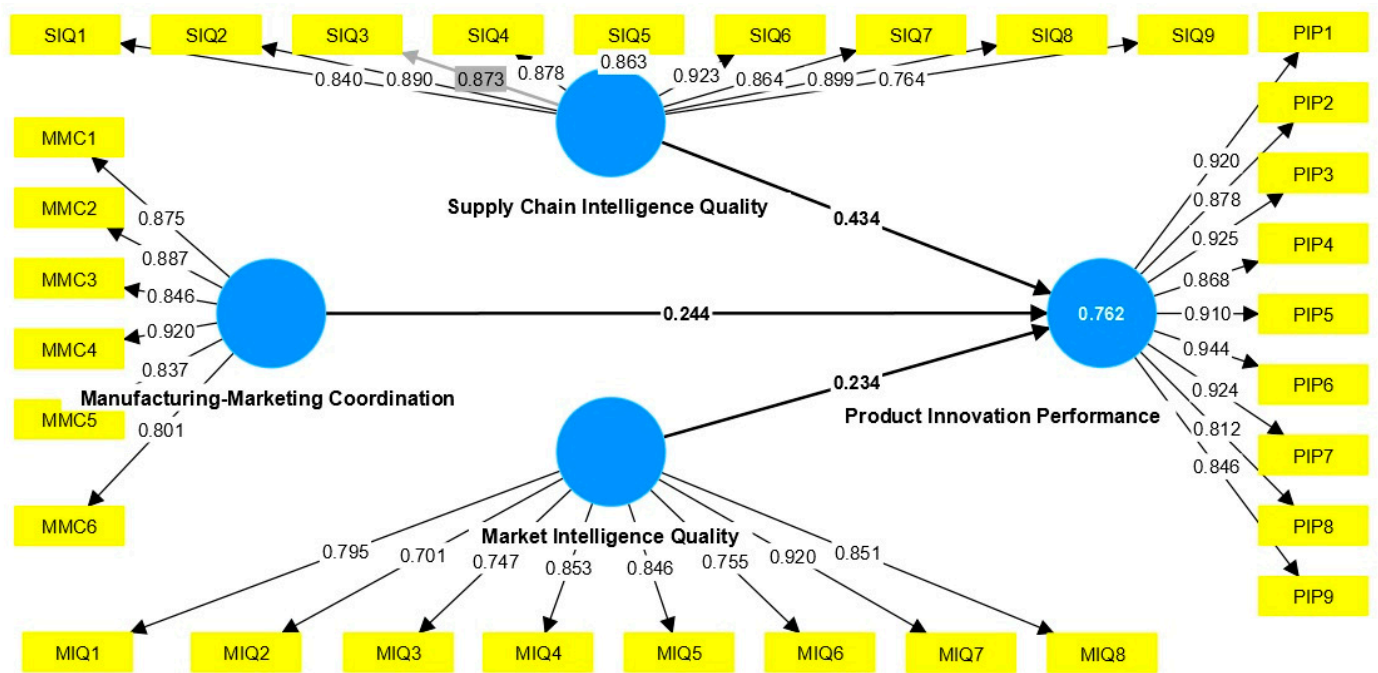 SIQ1 SIQ2 SIQ3 SIQ4 SIQ5 SIQ6 SIQ7 SIQ8 SIQ9 PIP1
0.840 0.890 0.873 0.878 0.863 0.923 0.864 0.899 0.764
PIP2
MMC1
0.920
PIP3
0.878
MMC2
0.875
Supply Chain Intelligence Quality
0.434
0.925
PIP4
0.887
MMC3
0.868
0.846
0.244
0.762
0.910
PIP5
0.920
MMC4
0.944
0.837
0.234
0.924
PIP6
Manufacturing-Marketing Coordination
Product Innovation Performance
MMC5
0.801
0.812
PIP7
0.846
MMC6
PIP8
Market Intelligence Quality
0.795 0.701 0.747 0.853 0.846 0.755 0.920 0.851
PIP9
MIQ1 MIQ2 MIQ3 MIQ4 MIQ5 MIQ6 MIQ7 MIQ8